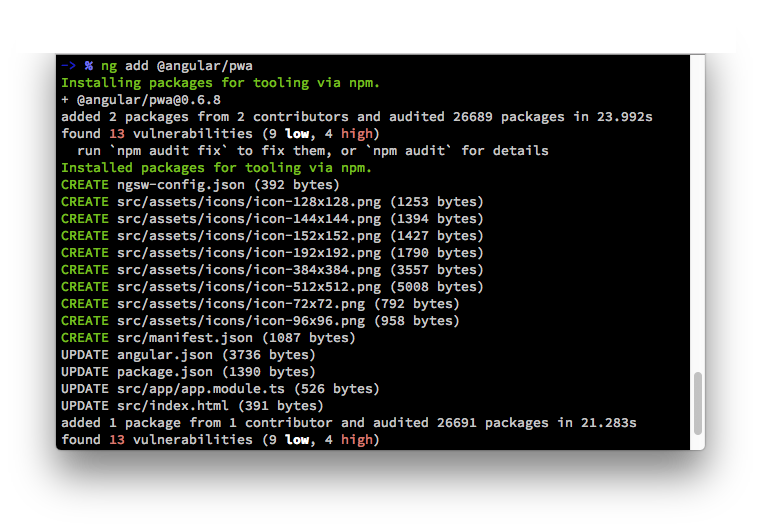 -> % ng add @angular/pwa
Installing packages for tooling via npm.
+ @angular/pwa@0.6.8
added 2 packages from 2 contributors and audited 26689 packages in 23.992s
found 13 vulnerabilities (9 low, 4 high)
  run `npm audit fix` to fix them, or `npm audit` for details
Installed packages for tooling via npm.
CREATE ngsw-config.json (392 bytes)
CREATE src/assets/icons/icon-128x128.png (1253 bytes)
CREATE src/assets/icons/icon-144x144.png (1394 bytes)
CREATE src/assets/icons/icon-152x152.png (1427 bytes)
CREATE src/assets/icons/icon-192x192.png (1790 bytes)
CREATE src/assets/icons/icon-384x384.png (3557 bytes)
CREATE src/assets/icons/icon-512x512.png (5008 bytes)
CREATE src/assets/icons/icon-72x72.png (792 bytes)
CREATE src/assets/icons/icon-96x96.png (958 bytes)
CREATE src/manifest.json (1087 bytes)
UPDATE angular.json (3736 bytes)
UPDATE package.json (1390 bytes)
UPDATE src/app/app.module.ts (526 bytes)
UPDATE src/index.html (391 bytes)
added 1 package from 1 contributor and audited 26691 packages in 21.283s
found 13 vulnerabilities (9 low, 4 high)